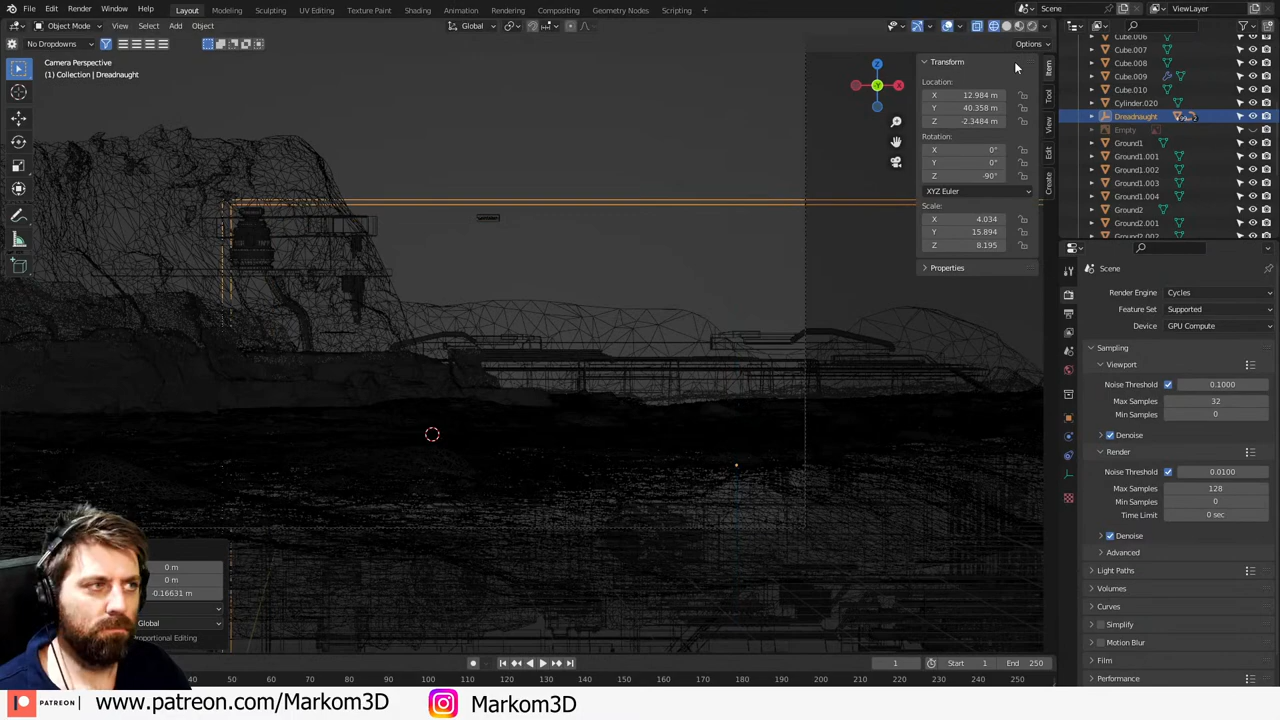 File Edit Render Window Help Layout Modeling Sculpting UV Editing Texture Paint Shading Animation Rendering Compositing Geometry Nodes Scripting + Scene ViewLayer
Object Mode View Select Add Object Global
No Dropdowns Options
Camera Perspective
(1) Collection | Dreadnaught
Z
X
Y
Transform
Location:
X 12.984 m
Y 40.358 m
Z -2.3484 m
Rotation:
X 0°
Y 0°
Z -90°
XYZ Euler
Scale:
X 4.034
Y 15.894
Z 8.195
Properties
Item
Tool
View
Edit
Create
Cube.006
Cube.007
Cube.008
Cube.009
Cube.010
Cylinder.020
Dreadnaught
Empty
Ground1
Ground1.001
Ground1.002
Ground1.003
Ground1.004
Ground2
Ground2.001
Ground2.002
Scene
Render Engine Cycles
Feature Set Supported
Device GPU Compute
Sampling
Viewport
Noise Threshold 0.1000
Max Samples 32
Min Samples 0
Denoise
Render
Noise Threshold 0.0100
Max Samples 128
Min Samples 0
Time Limit 0 sec
Denoise
Advanced
Light Paths
Volumes
Curves
Simplify
Motion Blur
Film
Performance
0 m
0 m
-0.16631 m
Global
roportional Editing
1 Start 1 End 250
40 50 60 70 80 90 100 110 120 130 140 150 160 170 180 190 200 210 220 230 240 250
PATREON www.patreon.com/Markom3D Markom3D